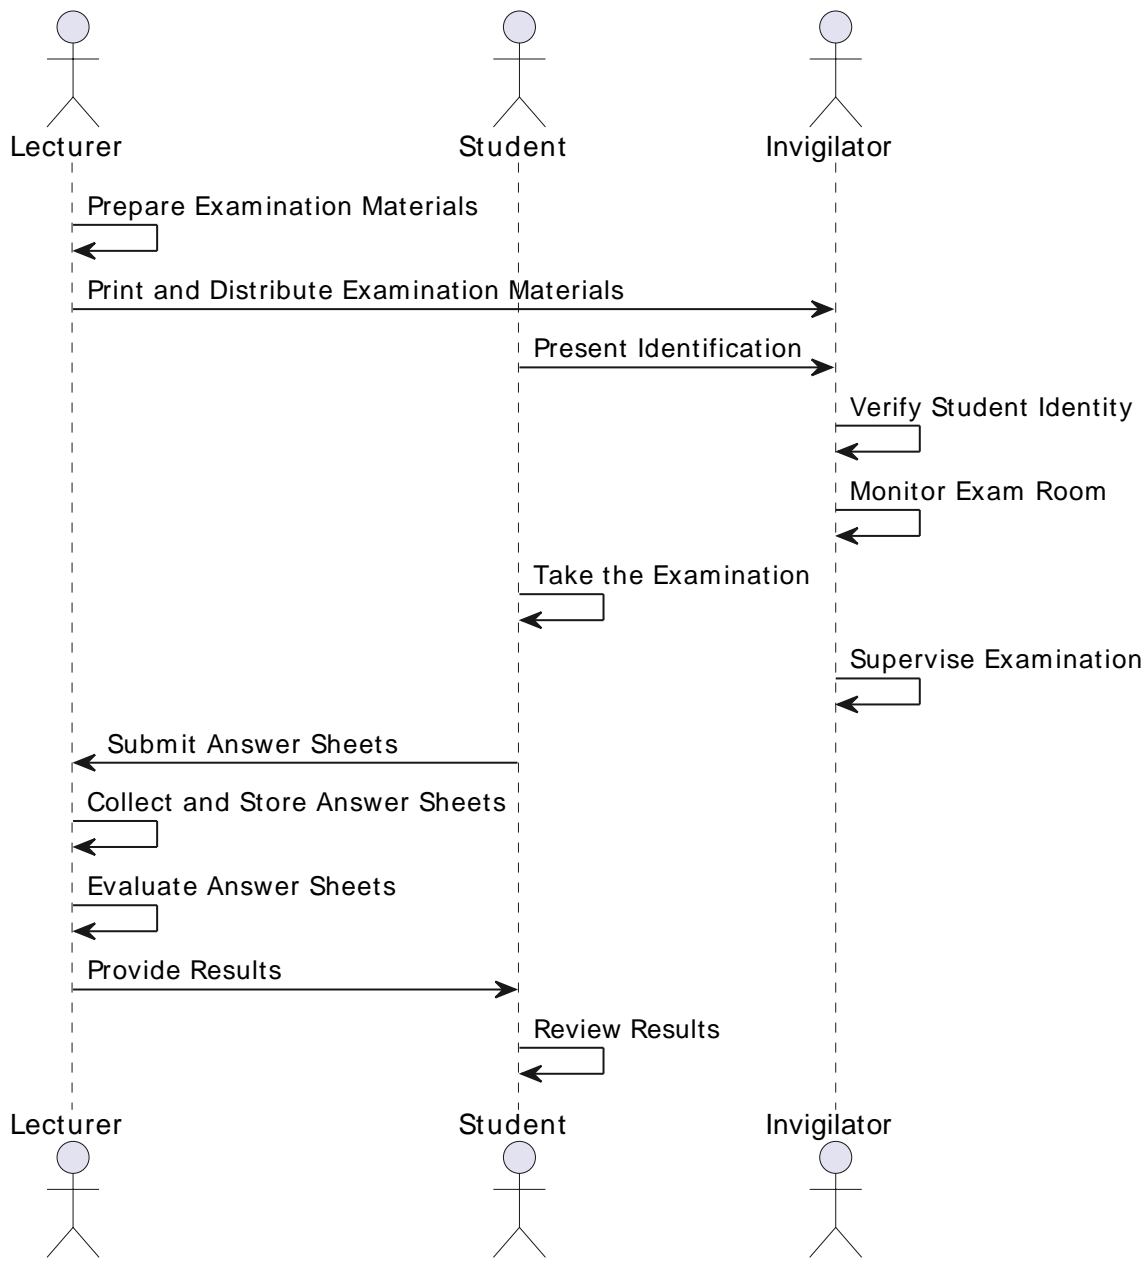 Lecturer Student Invigilator
Prepare Examination Materials
Print and Distribute Examination Materials
Present Identification
Verify Student Identity
Monitor Exam Room
Take the Examination
Supervise Examination
Submit Answer Sheets
Collect and Store Answer Sheets
Evaluate Answer Sheets
Provide Results
Review Results
Lecturer Student Invigilator